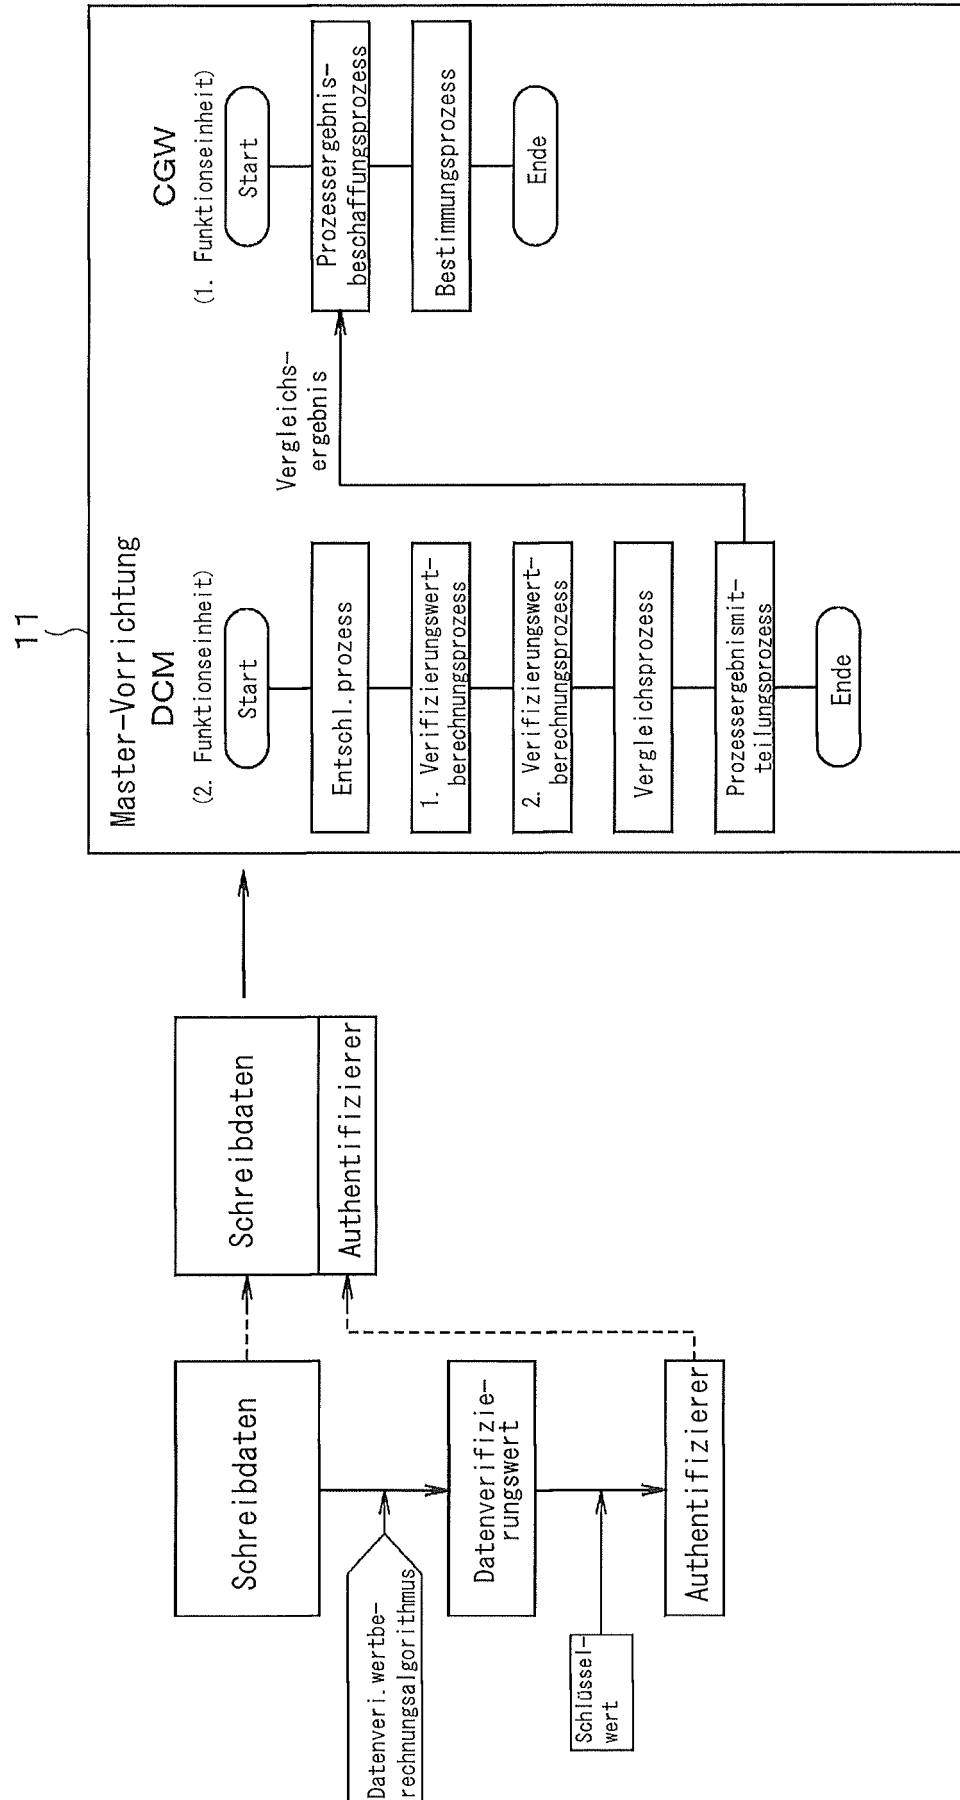 11
Master-Vorrichtung
DCM
(2. Funktionseinheit)
Start
Entschl.prozess
1. Verifizierungswert-
berechnungsprozess
2. Verifizierungswert-
berechnungsprozess
Vergleichsprozess
Prozessergebnismit-
teilungsprozess
Ende
Vergleichs-
ergebnis
CGW
(1. Funktionseinheit)
Start
Prozessergebnis-
beschaffungsprozess
Bestimmungsprozess
Ende
Schreibdaten
Authentifizierer
Schreibdaten
Datenveri.wertbe-
rechnungsalgorithmus
Datenverifizie-
rungswert
Schlüssel-
wert
Authentifizierer